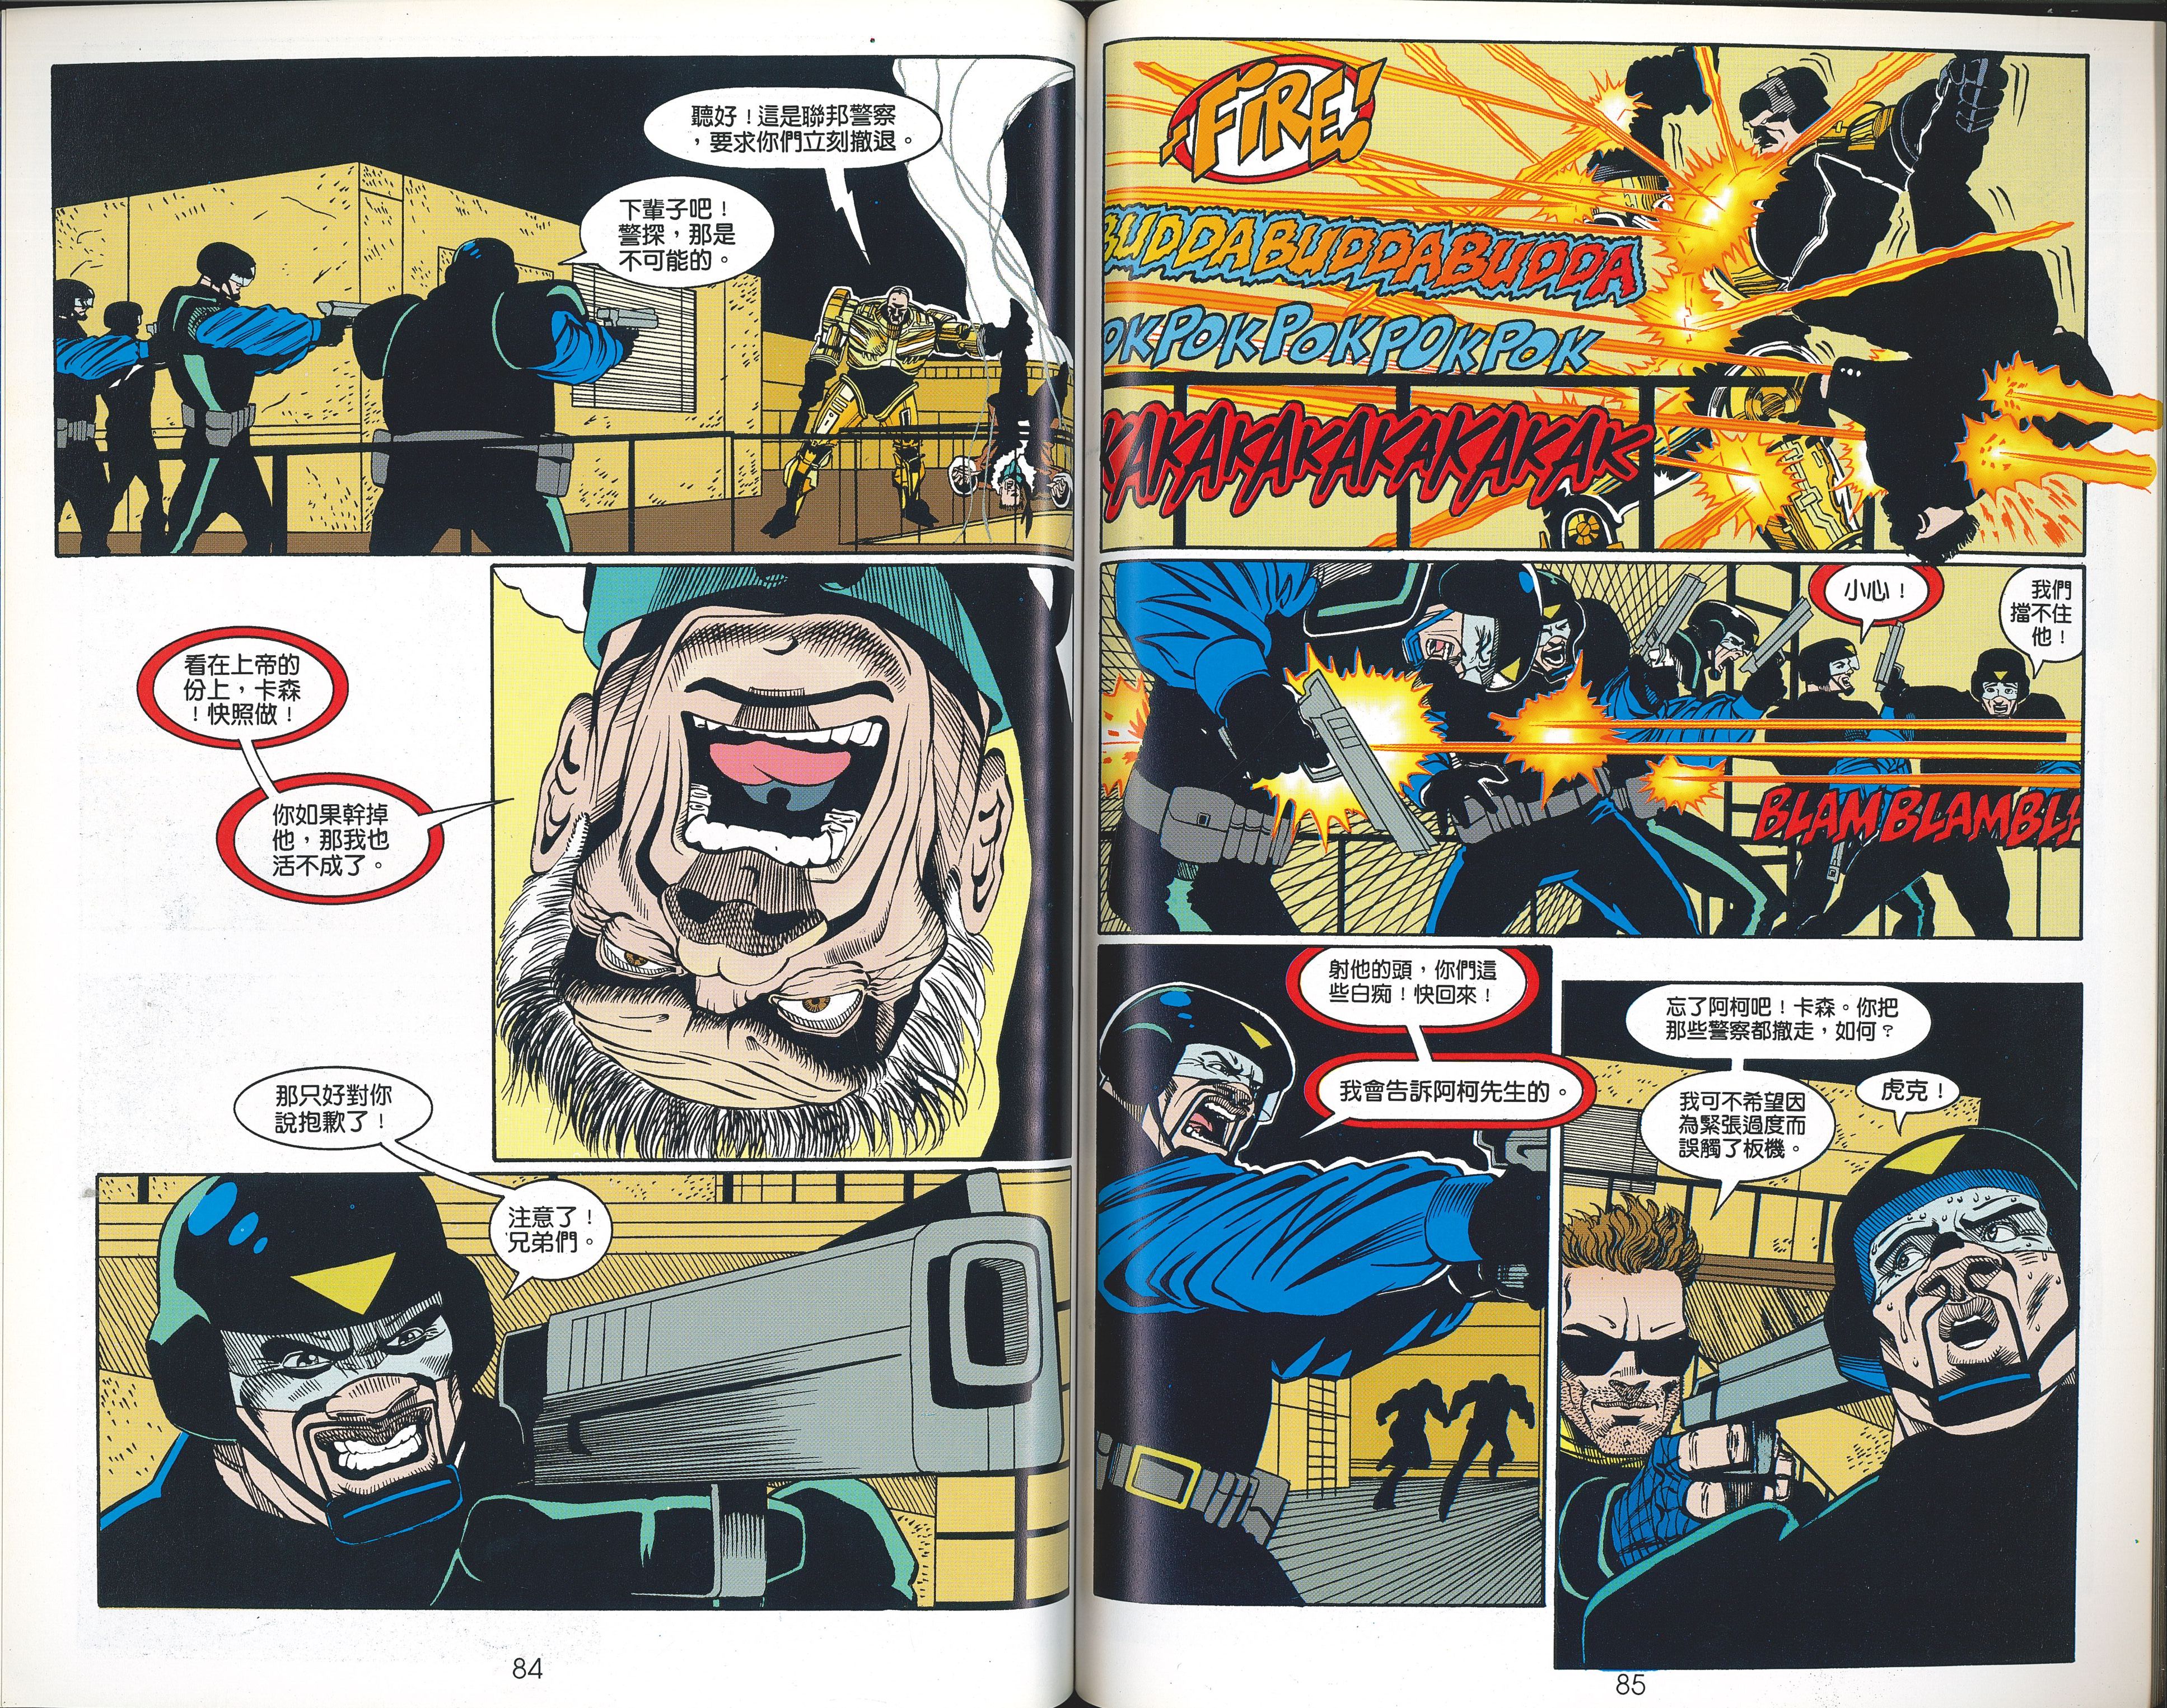 聽好！這是聯邦警察
，要求你們立刻撤退。
下輩子吧！
警探，那是
不可能的。
看在上帝的
份上，卡森
！快照做！
你如果幹掉
他，那我也
活不成了。
那只好對你
說抱歉了！
注意了！
兄弟們。
84
FIRE!
BUDDABUDDABUDDA
OKPOKPOKPOKPOK
KAKAKAKAKAKAKAKAK
小心！
我們
擋不住
他！
BLAMBLAMBLA
射他的頭，你們這
些白痴！快回來！
我會告訴阿柯先生的。
忘了阿柯吧！卡森。你把
那些警察都撤走，如何？
我可不希望因
為緊張過度而
誤觸了板機。
虎克！
85